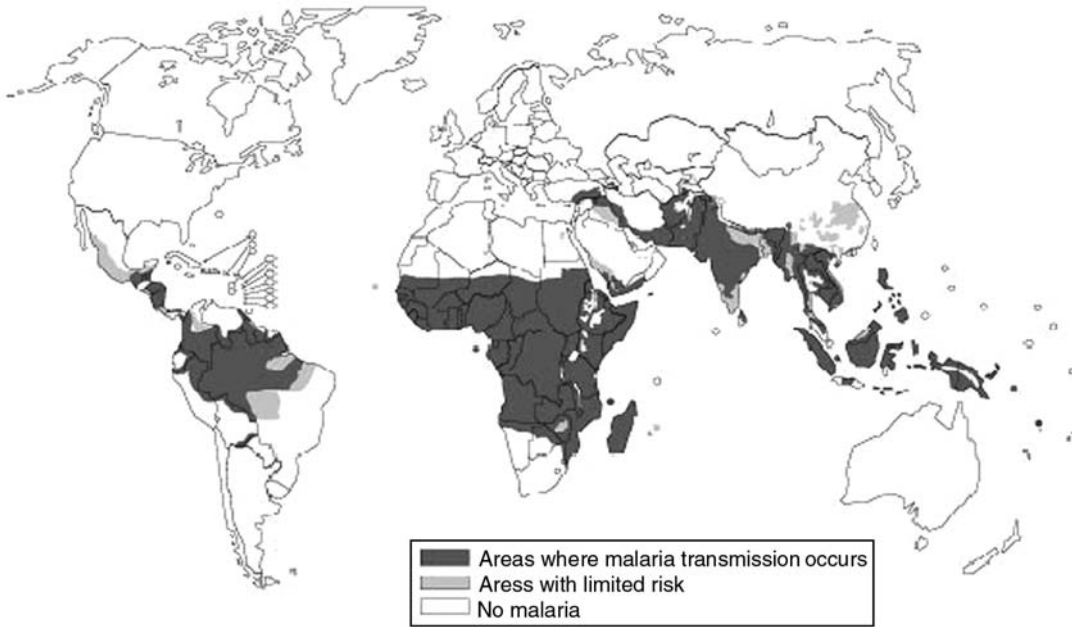 Areas where malaria transmission occurs
Aress with limited risk
No malaria